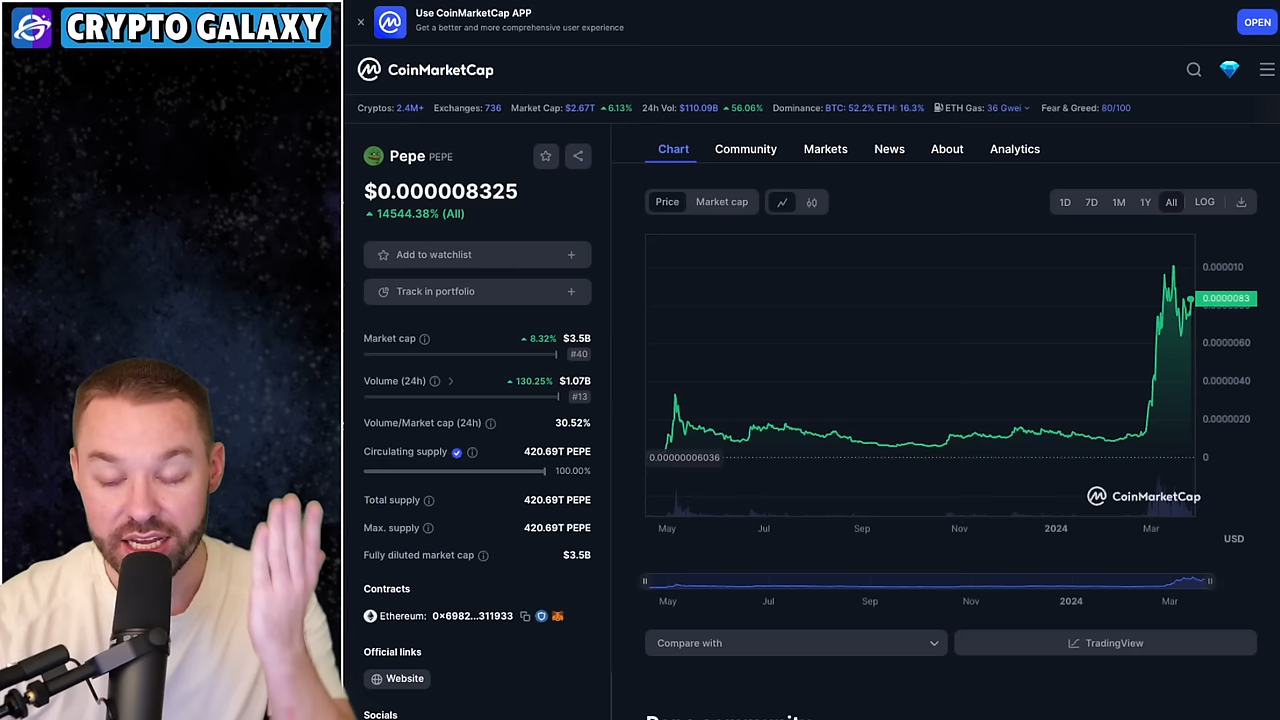 CRYPTO GALAXY
Use CoinMarketCap APP
Get a better and more comprehensive user experience
OPEN
CoinMarketCap
Cryptos: 2.4M+ Exchanges: 736 Market Cap: $2.67T 6.13% 24h Vol: $110.09B 56.06% Dominance: BTC: 52.2% ETH: 16.3% ETH Gas: 36 Gwei Fear & Greed: 80/100
Pepe PEPE
$0.000008325
14544.38% (All)
Add to watchlist
Track in portfolio
Market cap 8.32% $3.5B
#40
Volume (24h) 130.25% $1.07B
#13
Volume/Market cap (24h) 30.52%
Circulating supply 420.69T PEPE
100.00%
Total supply 420.69T PEPE
Max. supply 420.69T PEPE
Fully diluted market cap $3.5B
Contracts
Ethereum: 0x6982...311933
Official links
Website
Socials
Chart Community Markets News About Analytics
Price Market cap
1D 7D 1M 1Y All LOG
0.000010
0.0000083
0.0000060
0.0000040
0.0000020
0
0.00000006036
CoinMarketCap
May Jul Sep Nov 2024 Mar
USD
May Jul Sep Nov 2024 Mar
Compare with
TradingView
Pepe community